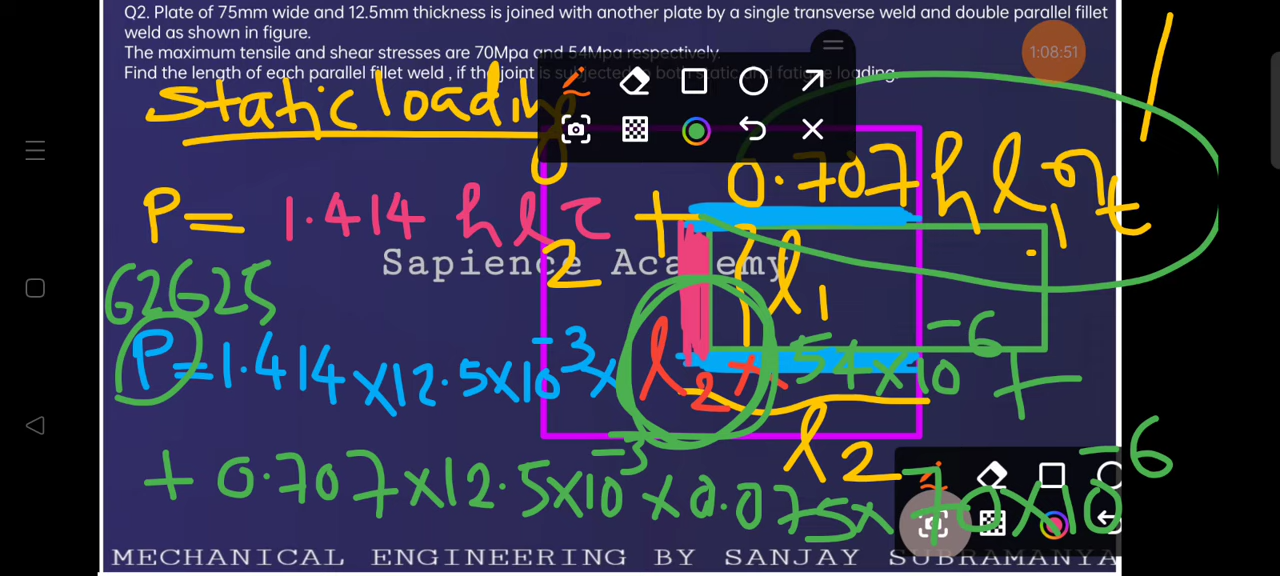 Q2. Plate of 75mm wide and 12.5mm thickness is joined with another plate by a single transverse weld and double parallel fillet
weld as shown in figure.
The maximum tensile and shear stresses are 70Mpa and 54Mpa respectively.
Find the length of each parallel fillet weld , if the joint is subjected both static and fatigue loading.
1:08:51
static loading
P = 1.414 h l2 τ + 0.707 h l1 σt
Sapience Academy
l1
62625
P = 1.414 × 12.5 × 10-3 × l2 × 54 × 10-6 +
l2
+ 0.707 × 12.5 × 10-3 × 0.075 × 70 × 10-6
MECHANICAL ENGINEERING BY SANJAY SUBRAMANYA